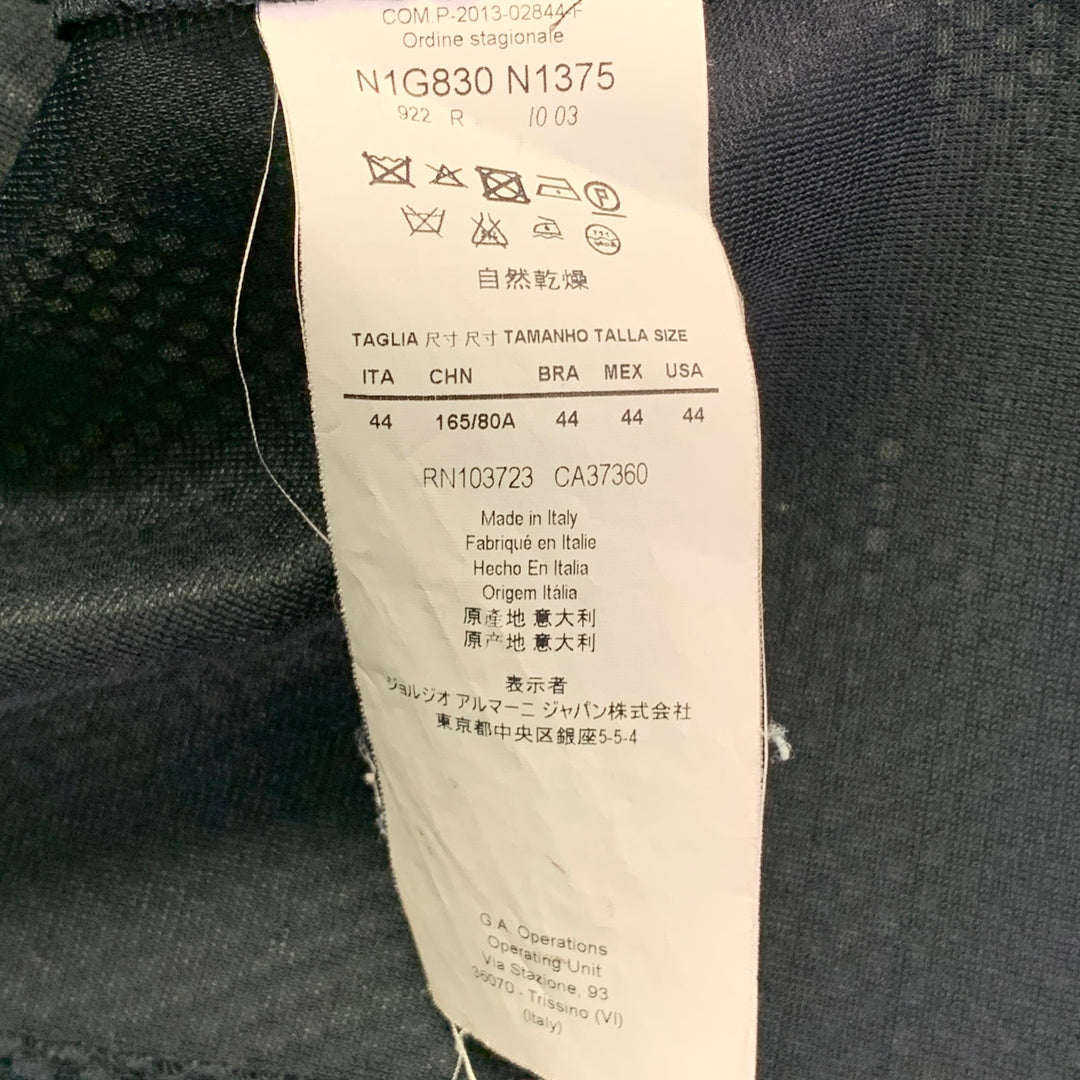 COM.P-2013-02844-F
Ordine stagionale
N1G830 N1375
922 R 10 03
P
自然乾燥
TAGLIA 尺寸 尺寸 TAMANHO TALLA SIZE
ITA CHN BRA MEX USA
44 165/80A 44 44 44
RN103723 CA37360
Made in Italy
Fabriqué en Italie
Hecho En Italia
Origem Itália
原産地 意大利
原产地 意大利
表示者
ジョルジオ アルマーニ ジャパン株式会社
東京都中央区銀座5-5-4
G.A. Operations
Operating Unit
Via Stazione, 93
36070 - Trissino (VI)
(Italy)